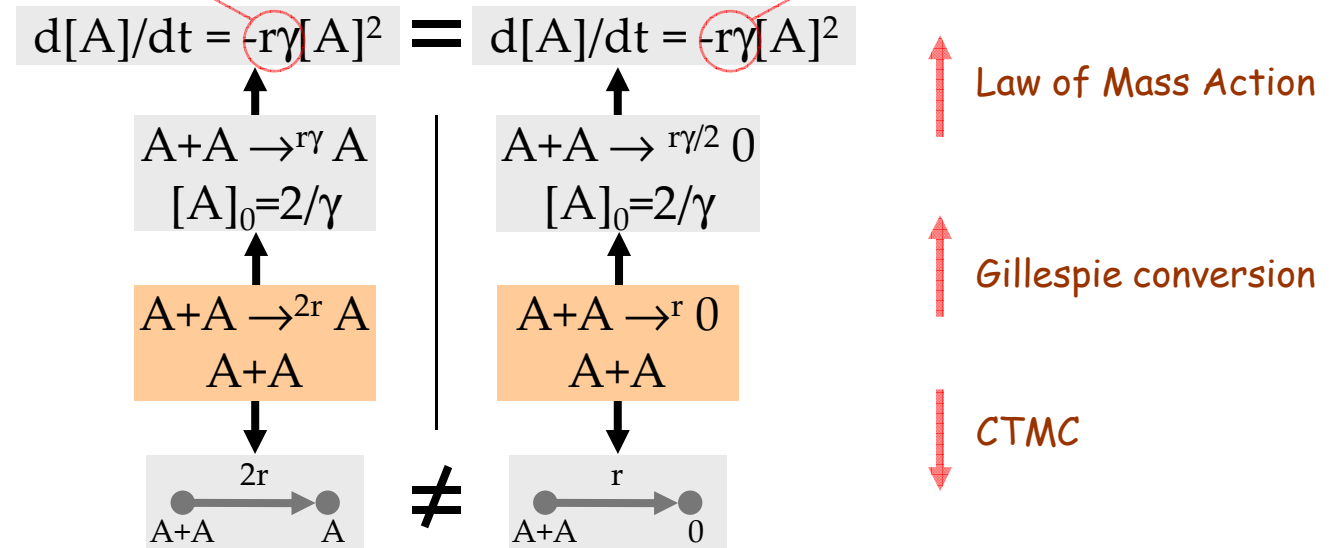 d[A]/dt = -rγ[A]² = d[A]/dt = -rγ[A]²
Law of Mass Action
A+A →ʳᵞ A
[A]₀=2/γ
A+A → ʳᵞ/² 0
[A]₀=2/γ
Gillespie conversion
A+A →²ʳ A
A+A
A+A →ʳ 0
A+A
CTMC
2r
A+A A
≠
r
A+A 0